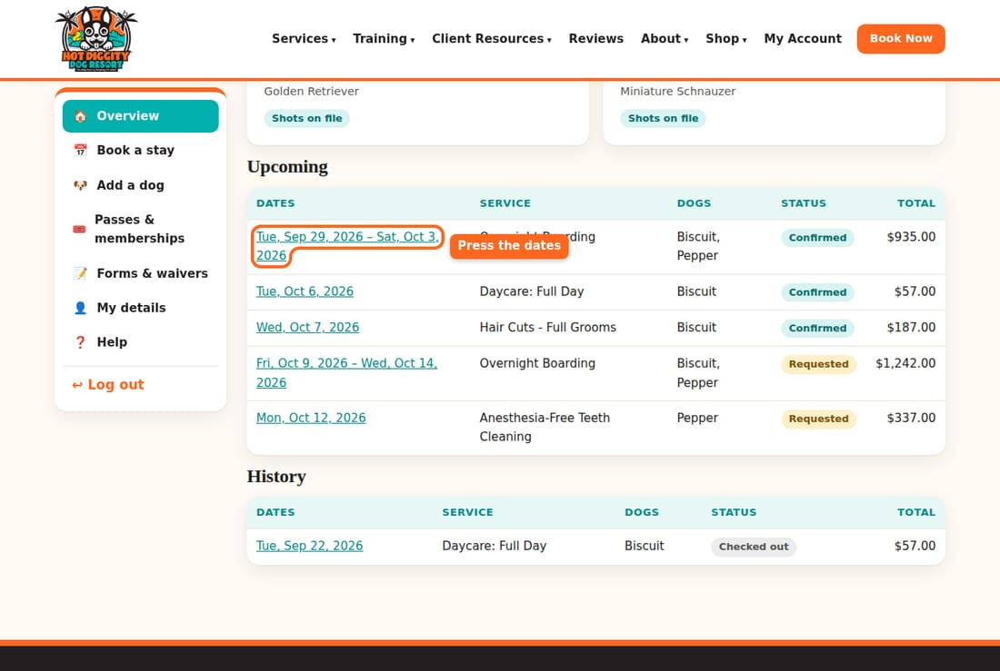 HOT DIGGITY
DOG RESORT
Services ▾ Training ▾ Client Resources ▾ Reviews About ▾ Shop ▾ My Account Book Now
Overview
Book a stay
Add a dog
Passes &
memberships
Forms & waivers
My details
Help
↩ Log out
Golden Retriever
Shots on file
Miniature Schnauzer
Shots on file
Upcoming
DATES SERVICE DOGS STATUS TOTAL
Tue, Sep 29, 2026 – Sat, Oct 3,
2026
Press the dates
Overnight Boarding
Biscuit,
Pepper
Confirmed
$935.00
Tue, Oct 6, 2026 Daycare: Full Day Biscuit Confirmed $57.00
Wed, Oct 7, 2026 Hair Cuts - Full Grooms Biscuit Confirmed $187.00
Fri, Oct 9, 2026 – Wed, Oct 14,
2026
Overnight Boarding
Biscuit,
Pepper
Requested
$1,242.00
Mon, Oct 12, 2026
Anesthesia-Free Teeth
Cleaning
Pepper
Requested
$337.00
History
DATES SERVICE DOGS STATUS TOTAL
Tue, Sep 22, 2026 Daycare: Full Day Biscuit Checked out $57.00